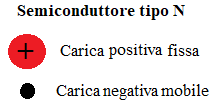 Semiconduttore tipo N
+
Carica positiva fissa
Carica negativa mobile